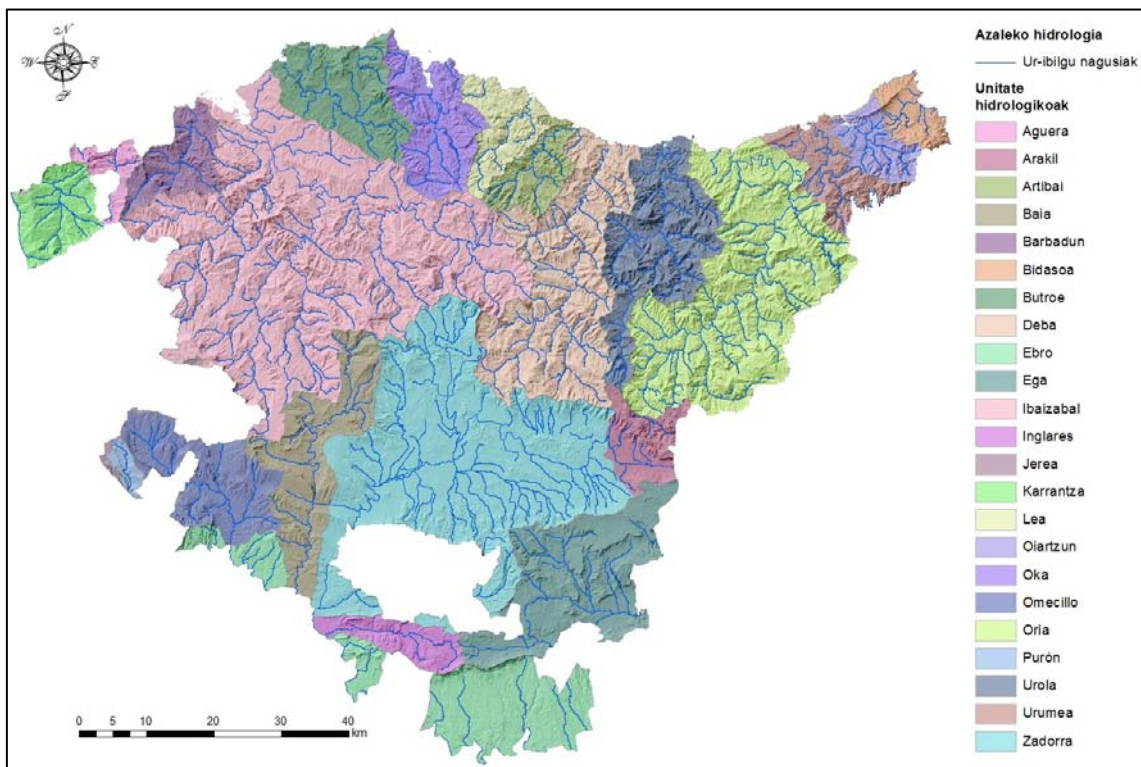 N
W E
S
Azaleko hidrologia
Ur-ibilgu nagusiak
Unitate
hidrologikoak
Aguera
Arakil
Artibai
Baia
Barbadun
Bidasoa
Butroe
Deba
Ebro
Ega
Ibaizabal
Inglares
Jerea
Karrantza
Lea
Oiartzun
Oka
Omecillo
Oria
Purón
Urola
Urumea
Zadorra
0 5 10 20 30 40
km